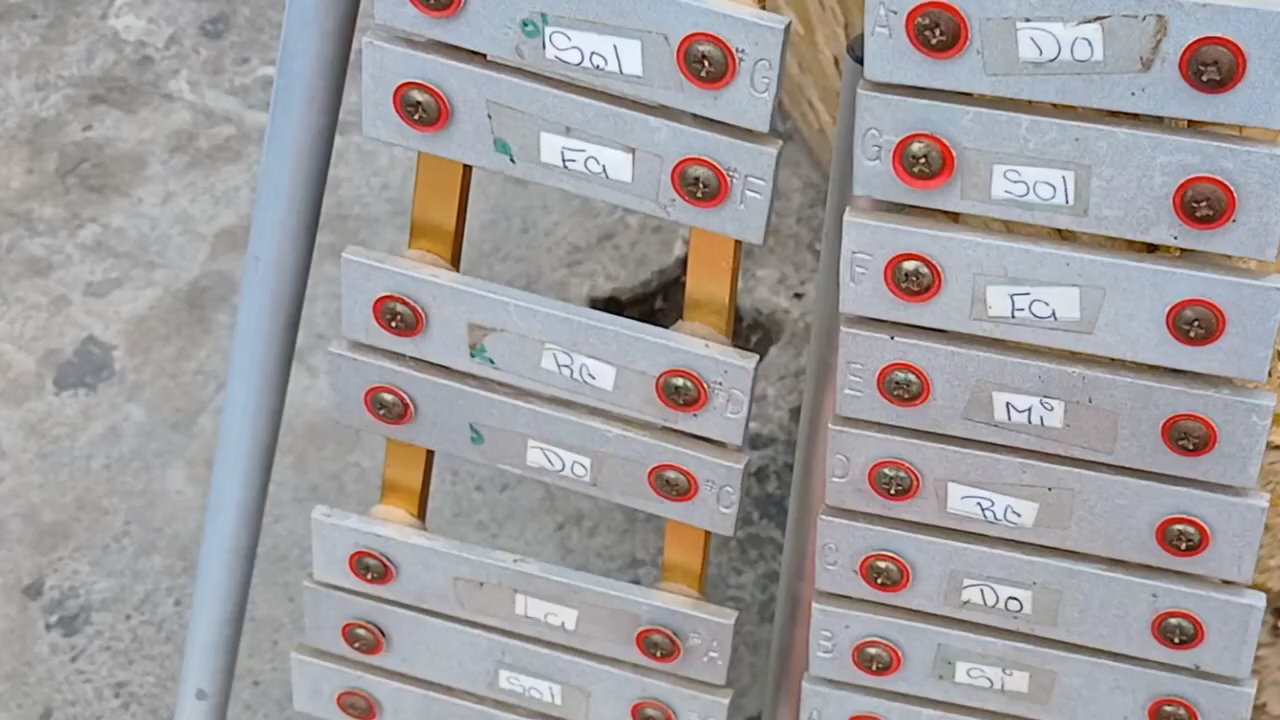 Sol #G
Fa #F
Re #D
Do #C
La #A
Sol
A Do
G Sol
F Fa
E Mi
D Re
C Do
B Si